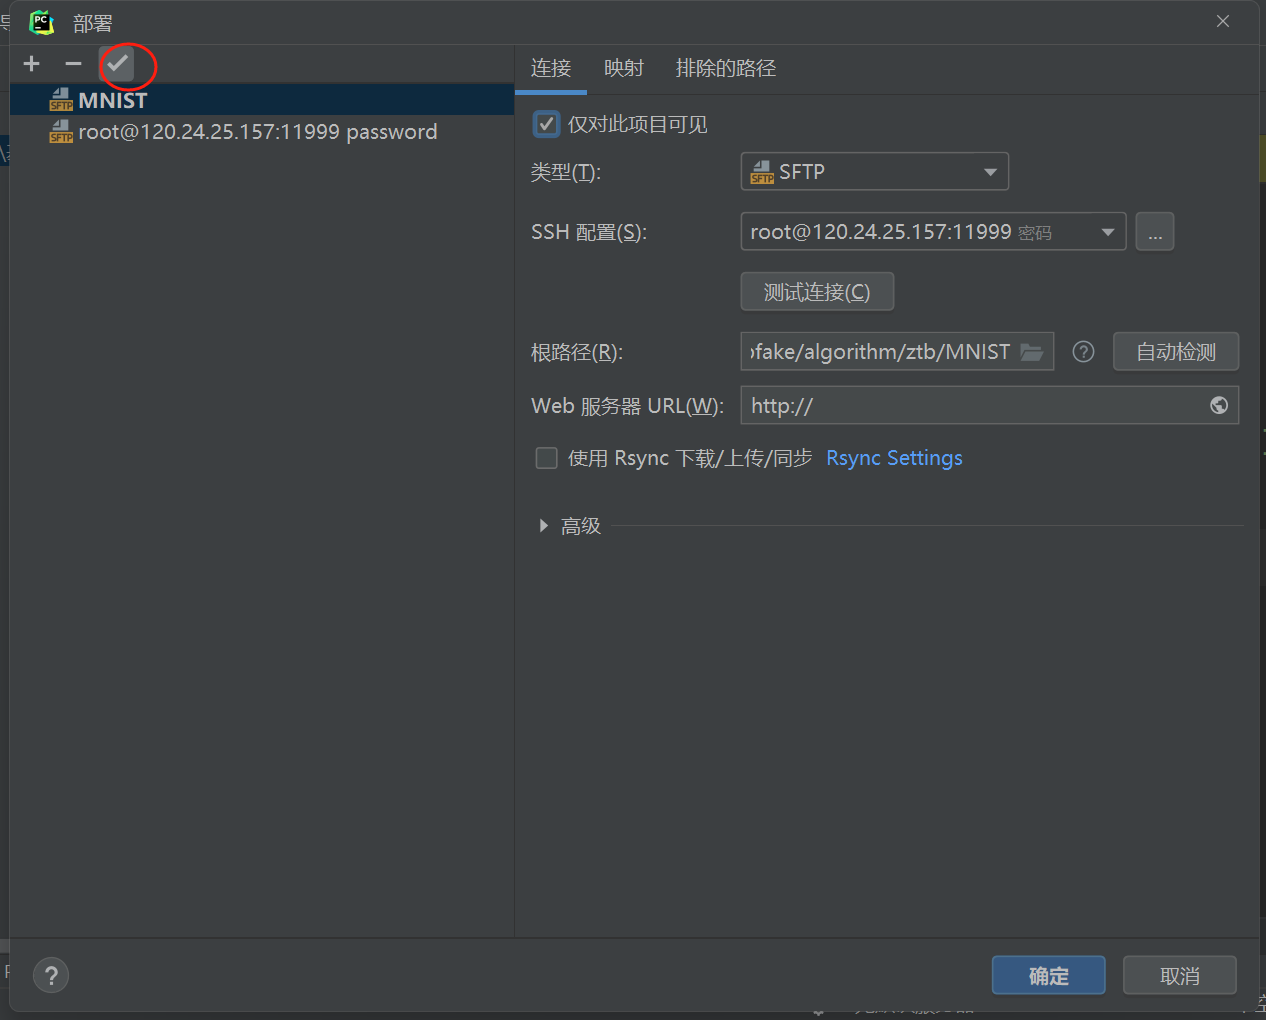 部署
MNIST
root@120.24.25.157:11999 password
连接 映射 排除的路径
仅对此项目可见
类型(T): SFTP
SSH 配置(S): root@120.24.25.157:11999 密码 ...
测试连接(C)
根路径(R): ofake/algorithm/ztb/MNIST 自动检测
Web 服务器 URL(W): http://
使用 Rsync 下载/上传/同步 Rsync Settings
高级
? 确定 取消